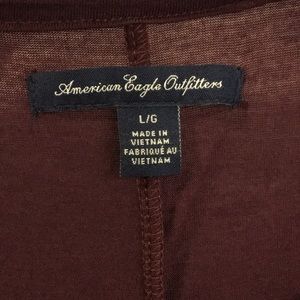 American Eagle Outfitters
L/G
MADE IN
VIETNAM
FABRIQUÉ AU
VIETNAM